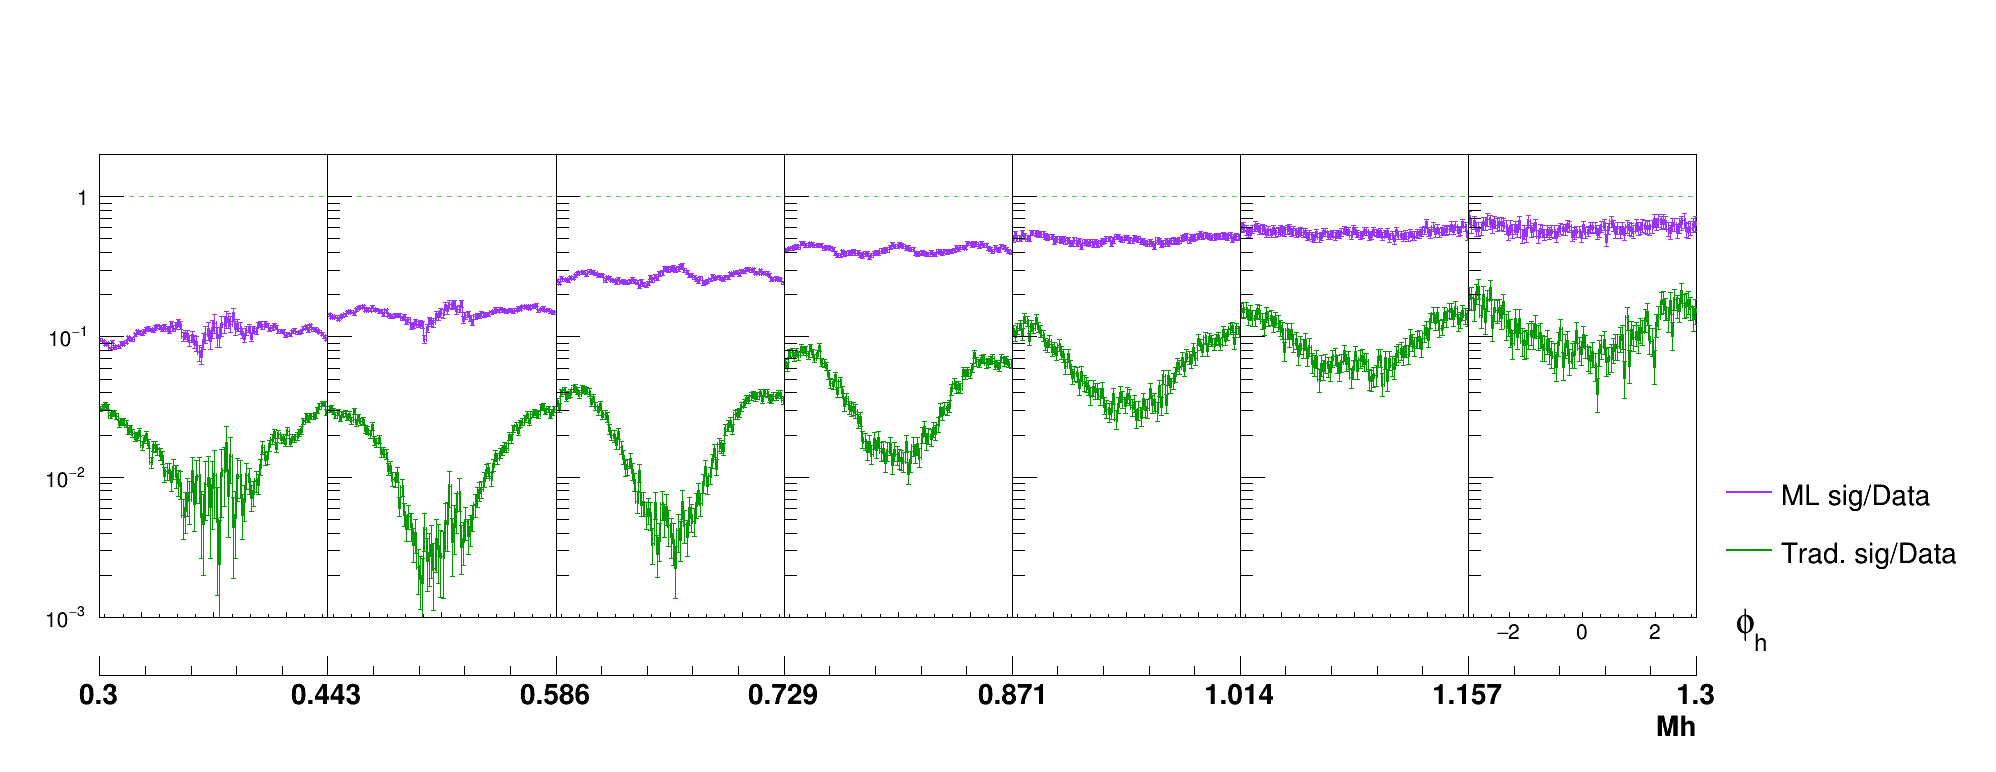 1
10⁻¹
10⁻²
10⁻³
ML sig/Data
Trad. sig/Data
−2 0 2
ϕh
0.3 0.443 0.586 0.729 0.871 1.014 1.157 1.3
Mh